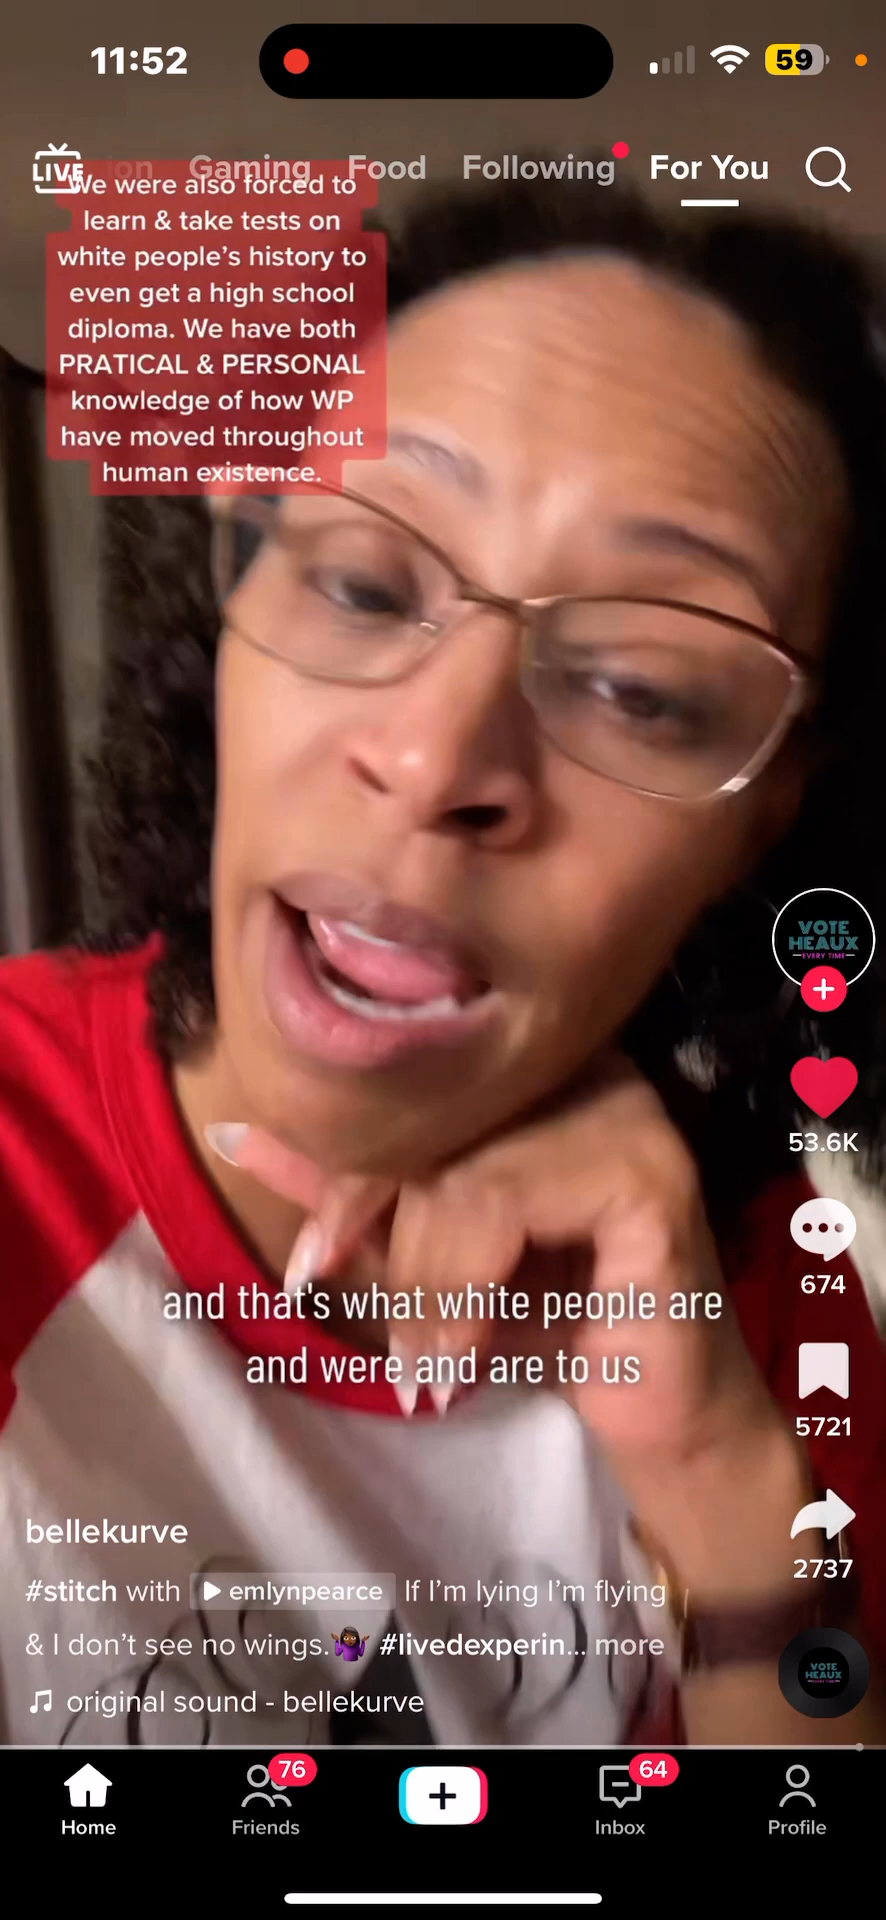 11:52
59
LIVE
on Gaming Food Following For You
We were also forced to
learn & take tests on
white people’s history to
even get a high school
diploma. We have both
PRATICAL & PERSONAL
knowledge of how WP
have moved throughout
human existence.
VOTE
HEAUX
EVERY TIME
53.6K
674
and that's what white people are
and were and are to us
5721
bellekurve
2737
#stitch with emlynpearce If I’m lying I’m flying
& I don’t see no wings.🤷🏾‍♀️ #livedexperin... more
original sound - bellekurve
VOTE
HEAUX
76
64
Home Friends Inbox Profile